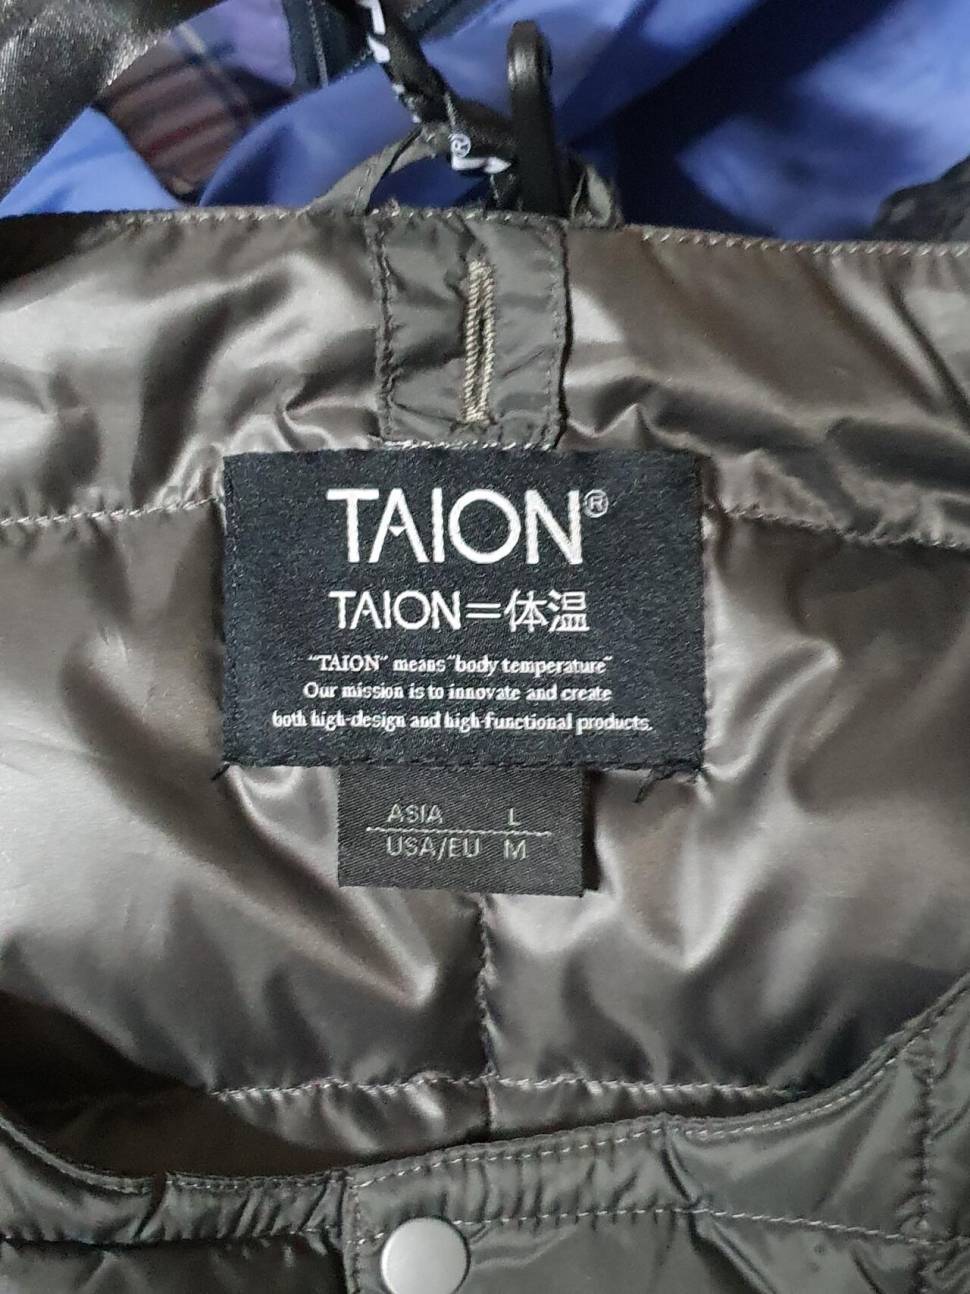 TAION®
TAION=体温
"TAION" means "body temperature"
Our mission is to innovate and create
both high-design and high-functional products.
ASIA L
USA/EU M